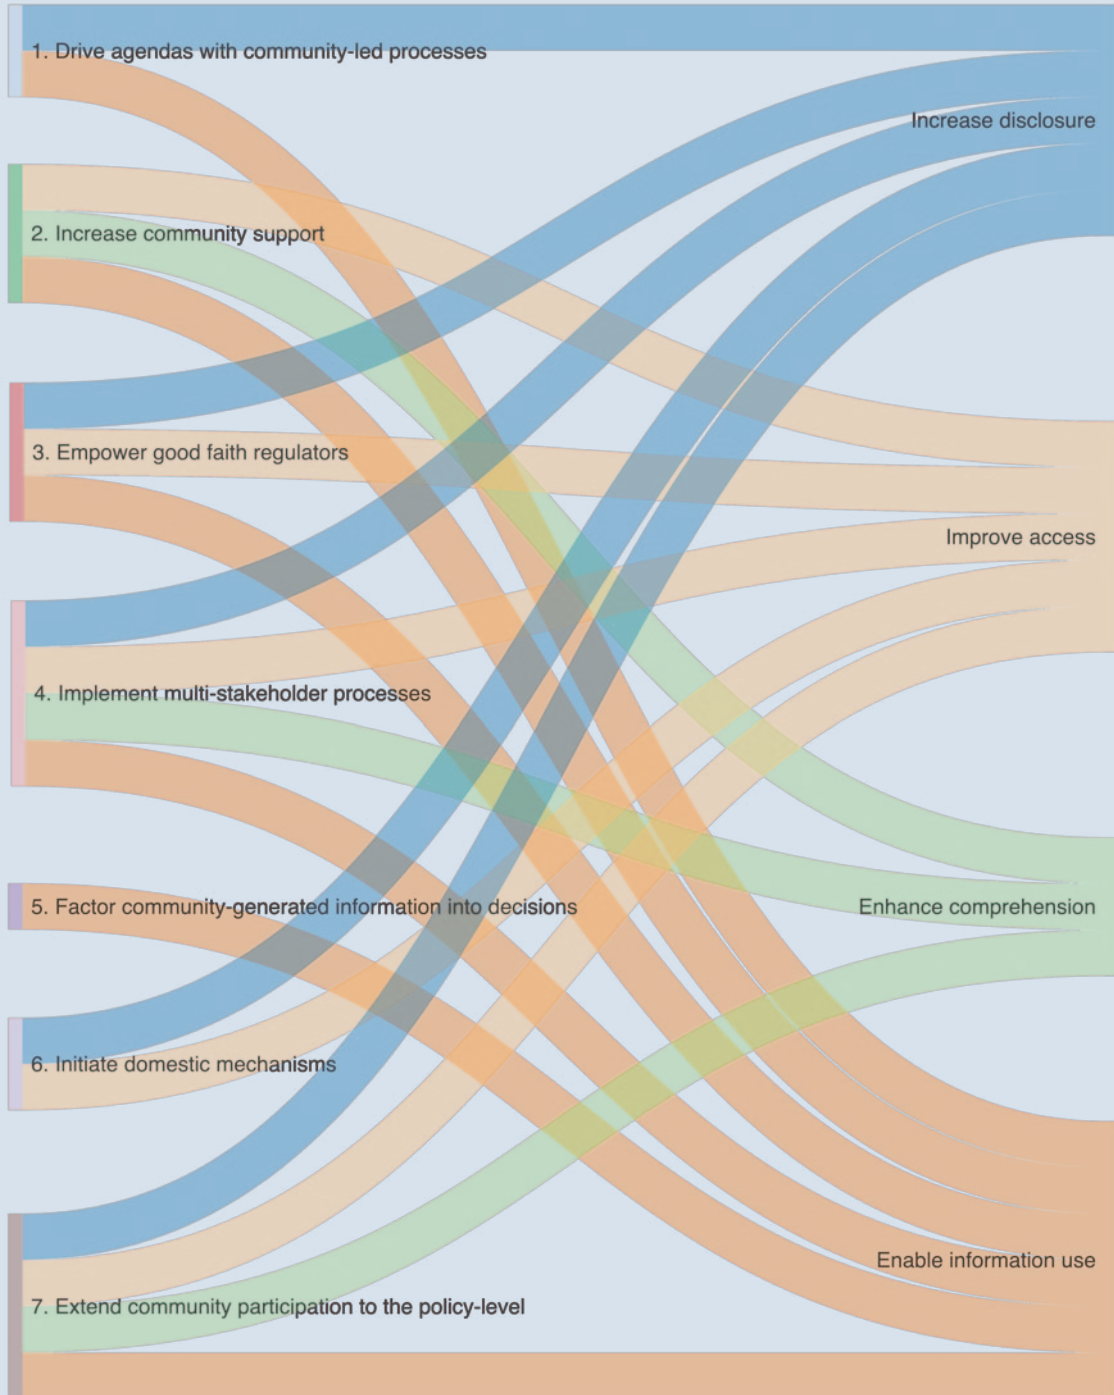 1. Drive agendas with community-led processes
Increase disclosure
2. Increase community support
3. Empower good faith regulators
Improve access
4. Implement multi-stakeholder processes
5. Factor community-generated information into decisions
Enhance comprehension
6. Initiate domestic mechanisms
Enable information use
7. Extend community participation to the policy-level